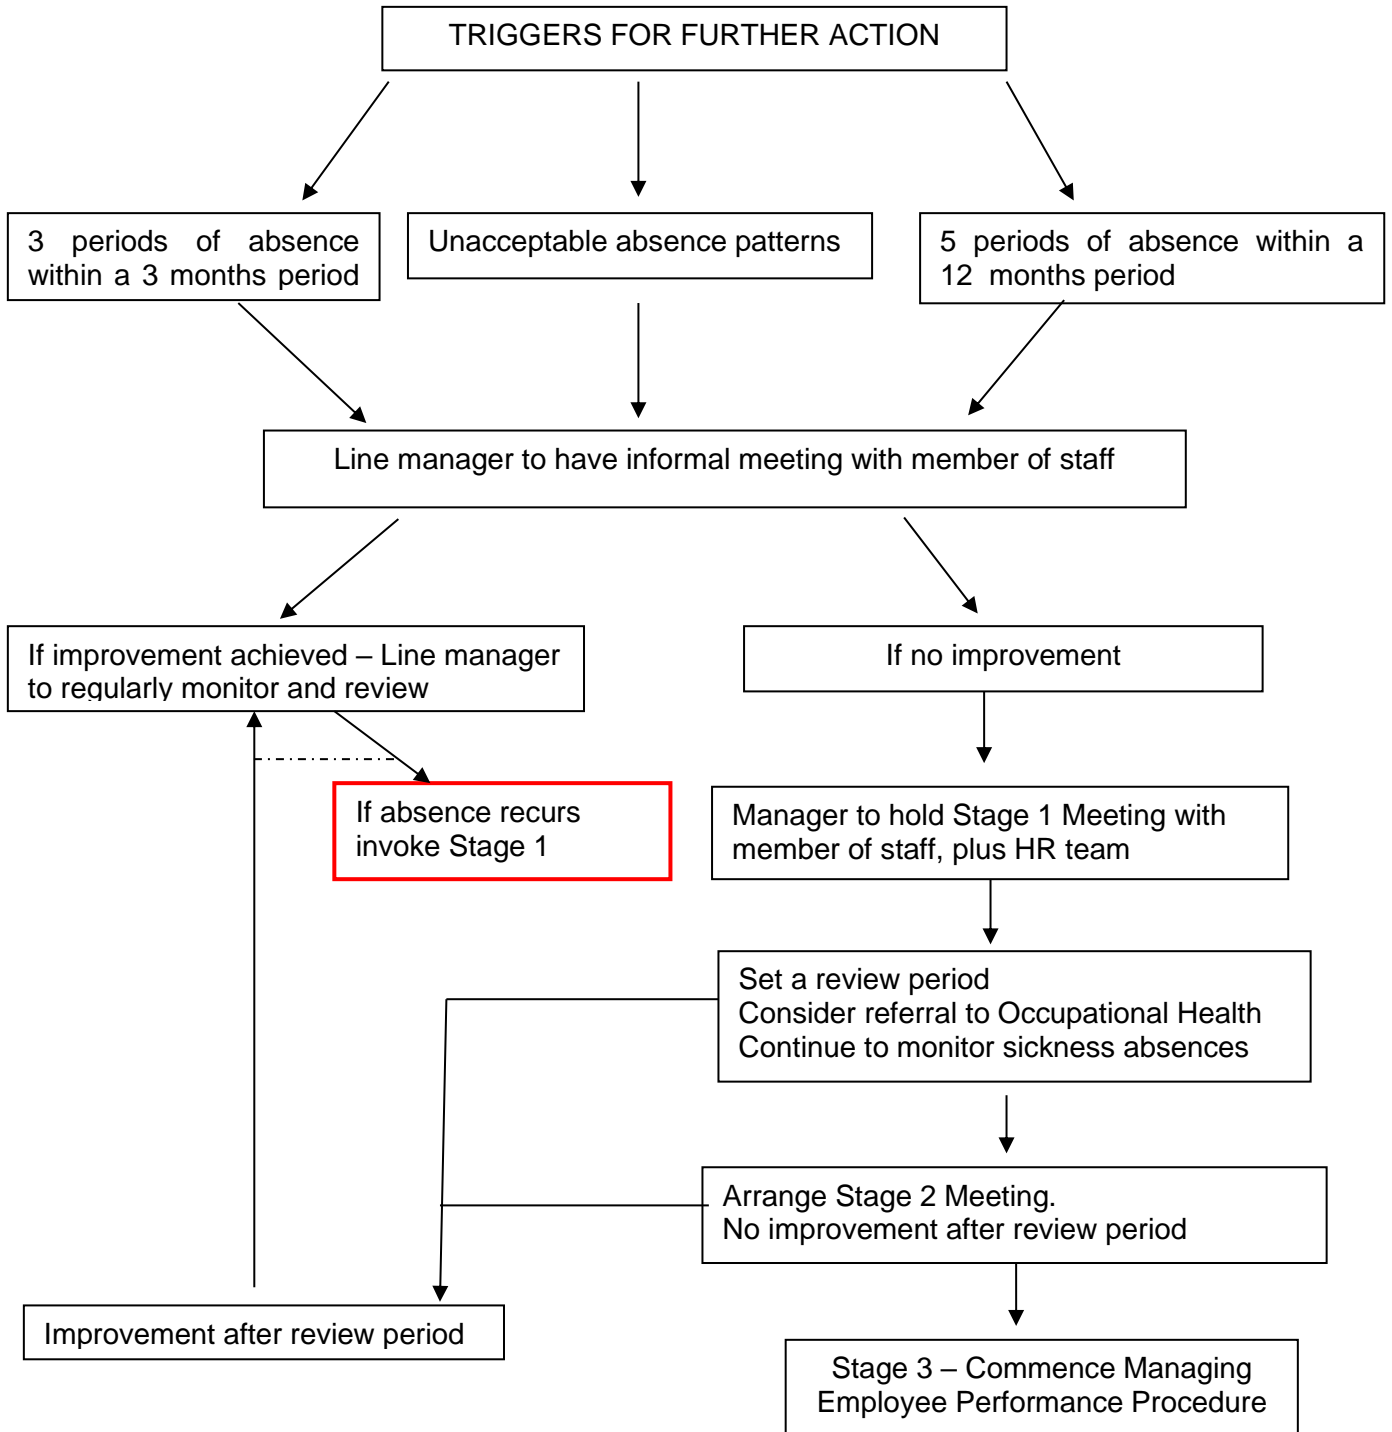 TRIGGERS FOR FURTHER ACTION
3 periods of absence
within a 3 months period
Unacceptable absence patterns
5 periods of absence within a
12 months period
Line manager to have informal meeting with member of staff
If improvement achieved – Line manager
to regularly monitor and review
If no improvement
If absence recurs
invoke Stage 1
Manager to hold Stage 1 Meeting with
member of staff, plus HR team
Set a review period
Consider referral to Occupational Health
Continue to monitor sickness absences
Arrange Stage 2 Meeting.
No improvement after review period
Improvement after review period
Stage 3 – Commence Managing
Employee Performance Procedure